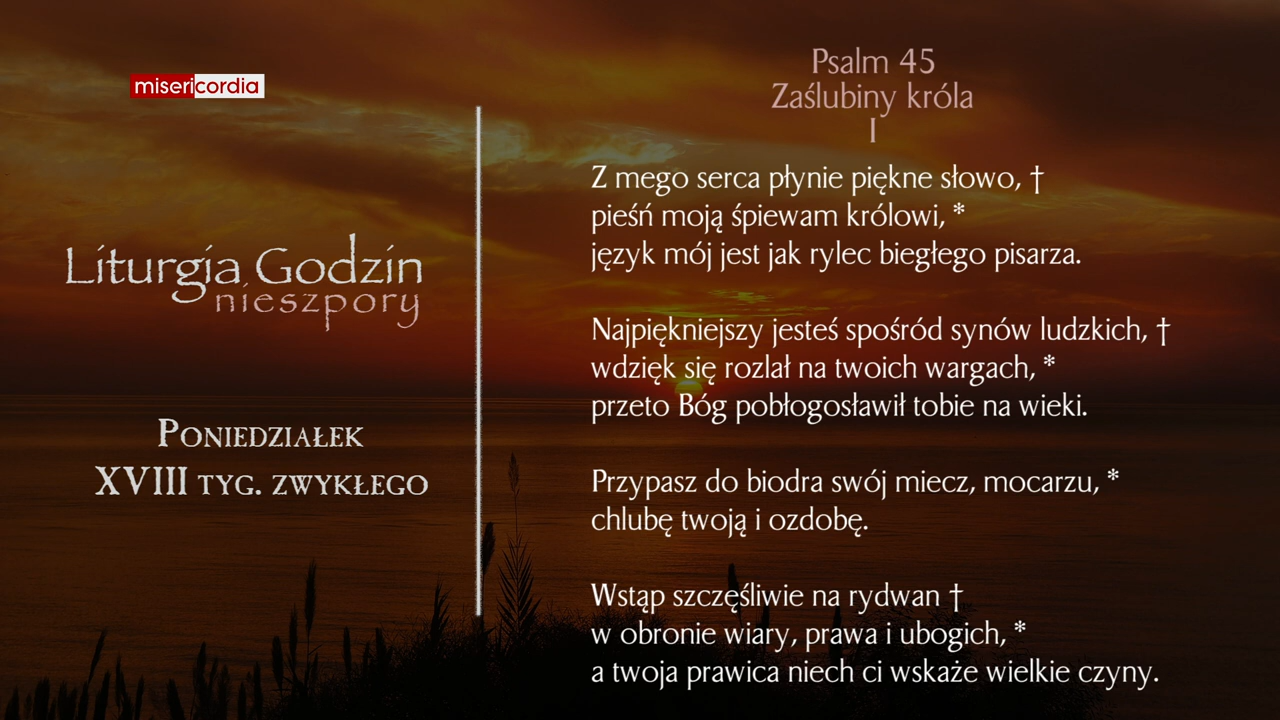 misericordia
Liturgia Godzin
nieszpory
Poniedziałek
XVIII tyg. zwykłego
Psalm 45
Zaślubiny króla
I
Z mego serca płynie piękne słowo, †
pieśń moją śpiewam królowi, *
język mój jest jak rylec biegłego pisarza.
Najpiękniejszy jesteś spośród synów ludzkich, †
wdzięk się rozlał na twoich wargach, *
przeto Bóg pobłogosławił tobie na wieki.
Przypasz do biodra swój miecz, mocarzu, *
chlubę twoją i ozdobę.
Wstąp szczęśliwie na rydwan †
w obronie wiary, prawa i ubogich, *
a twoja prawica niech ci wskaże wielkie czyny.